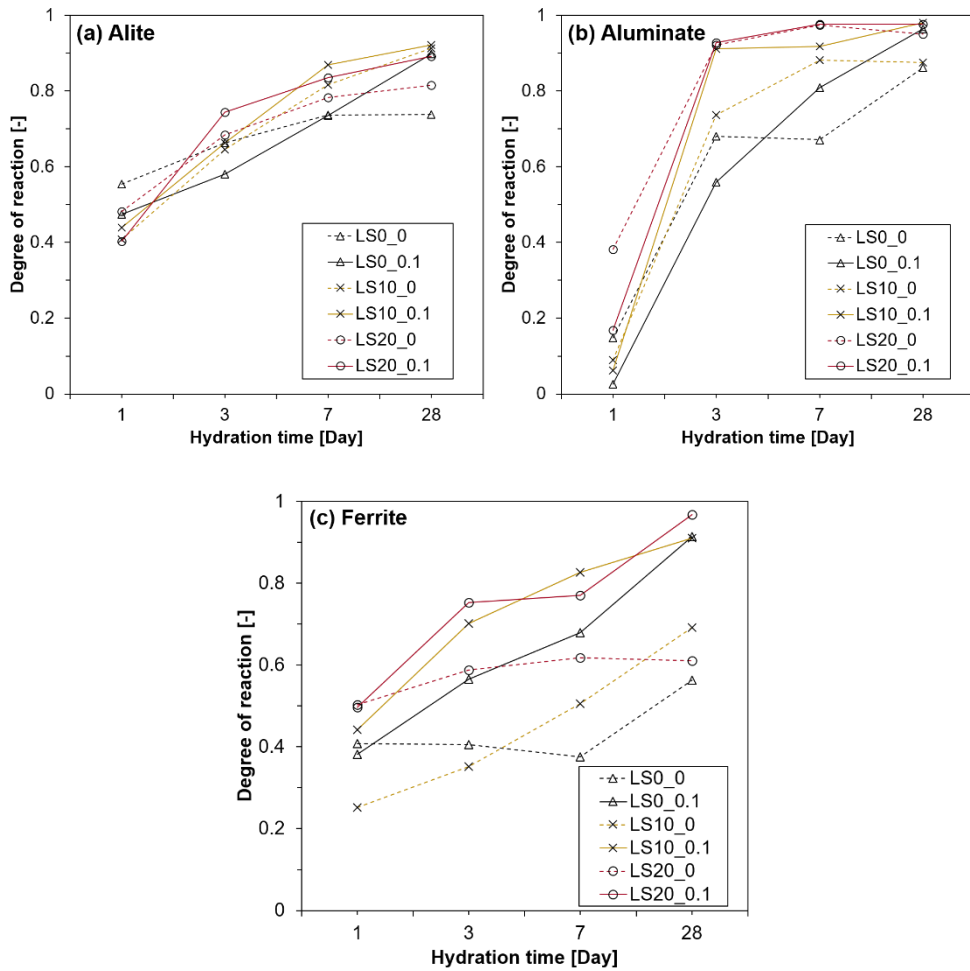 (a) Alite
Degree of reaction [-]
1
0.8
0.6
0.4
0.2
0
1
3
7
28
Hydration time [Day]
LS0_0
LS0_0.1
LS10_0
LS10_0.1
LS20_0
LS20_0.1
(b) Aluminate
Degree of reaction [-]
1
0.8
0.6
0.4
0.2
0
1
3
7
28
Hydration time [Day]
LS0_0
LS0_0.1
LS10_0
LS10_0.1
LS20_0
LS20_0.1
(c) Ferrite
Degree of reaction [-]
1
0.8
0.6
0.4
0.2
0
1
3
7
28
Hydration time [Day]
LS0_0
LS0_0.1
LS10_0
LS10_0.1
LS20_0
LS20_0.1